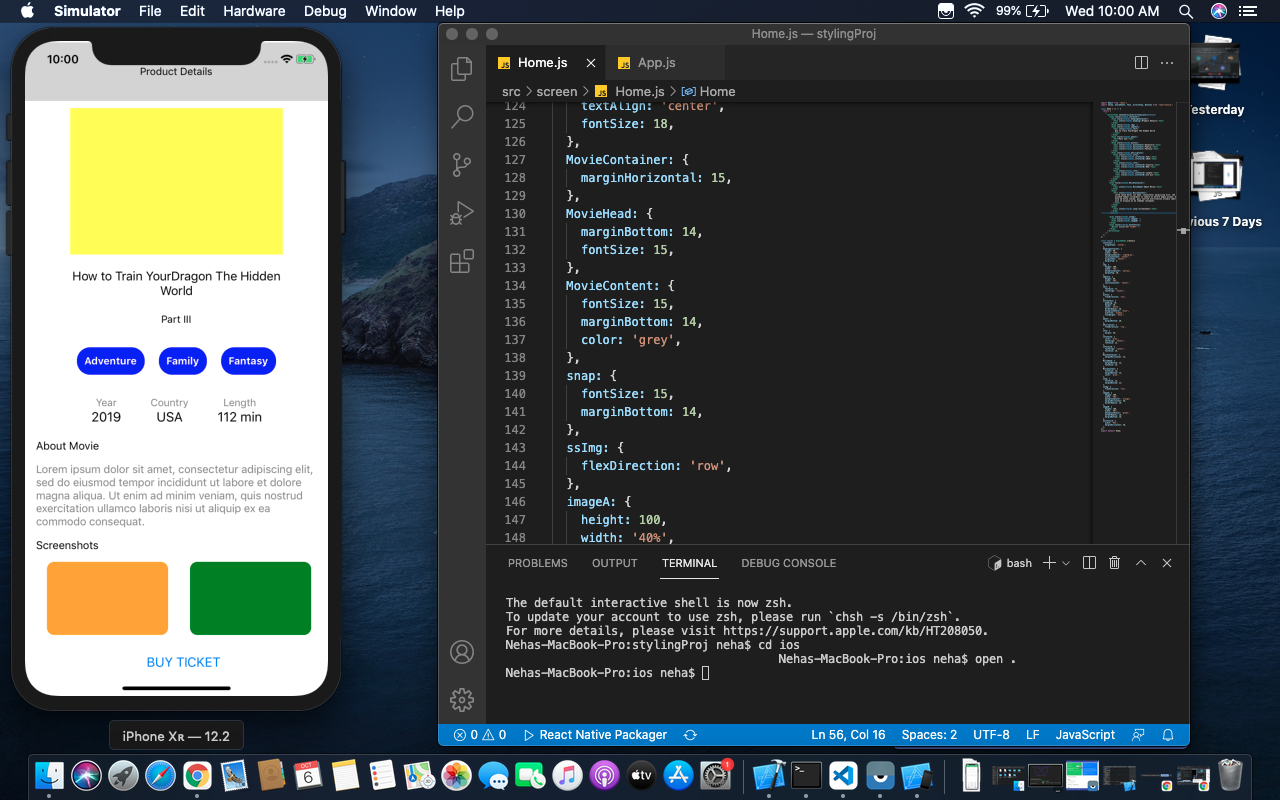 Simulator File Edit Hardware Debug Window Help
99% Wed 10:00 AM
10:00
Product Details
How to Train YourDragon The Hidden
World
Part III
Adventure Family Fantasy
Year Country Length
2019 USA 112 min
About Movie
Lorem ipsum dolor sit amet, consectetur adipiscing elit,
sed do eiusmod tempor incididunt ut labore et dolore
magna aliqua. Ut enim ad minim veniam, quis nostrud
exercitation ullamco laboris nisi ut aliquip ex ea
commodo consequat.
Screenshots
BUY TICKET
iPhone Xʀ — 12.2
Home.js — stylingProj
JS Home.js
JS App.js
src > screen > JS Home.js > Home
124 textAlign: 'center',
125 fontSize: 18,
126 },
127 MovieContainer: {
128 marginHorizontal: 15,
129 },
130 MovieHead: {
131 marginBottom: 14,
132 fontSize: 15,
133 },
134 MovieContent: {
135 fontSize: 15,
136 marginBottom: 14,
137 color: 'grey',
138 },
139 snap: {
140 fontSize: 15,
141 marginBottom: 14,
142 },
143 ssImg: {
144 flexDirection: 'row',
145 },
146 imageA: {
147 height: 100,
148 width: '40%',
PROBLEMS OUTPUT TERMINAL DEBUG CONSOLE
bash
The default interactive shell is now zsh.
To update your account to use zsh, please run `chsh -s /bin/zsh`.
For more details, please visit https://support.apple.com/kb/HT208050.
Nehas-MacBook-Pro:stylingProj neha$ cd ios
Nehas-MacBook-Pro:ios neha$ open .
Nehas-MacBook-Pro:ios neha$
0 0 React Native Packager
Ln 56, Col 16 Spaces: 2 UTF-8 LF JavaScript
esterday
JS
vious 7 Days
OCT
6
tv
1